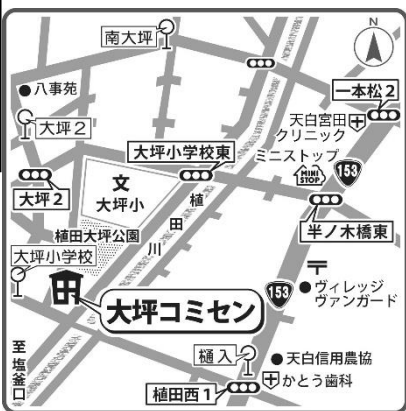 南大坪
N
八事苑
一本松2
大坪2
天白宮田
クリニック
大坪小学校東
ミニストップ
MINI
STOP
153
大坪2
文
大坪小
植田川
半ノ木橋東
植田大坪公園
大坪小学校
〒
153
ヴィレッジ
ヴァンガード
大坪コミセン
至塩釜口
樋入
天白信用農協
かとう歯科
植田西1